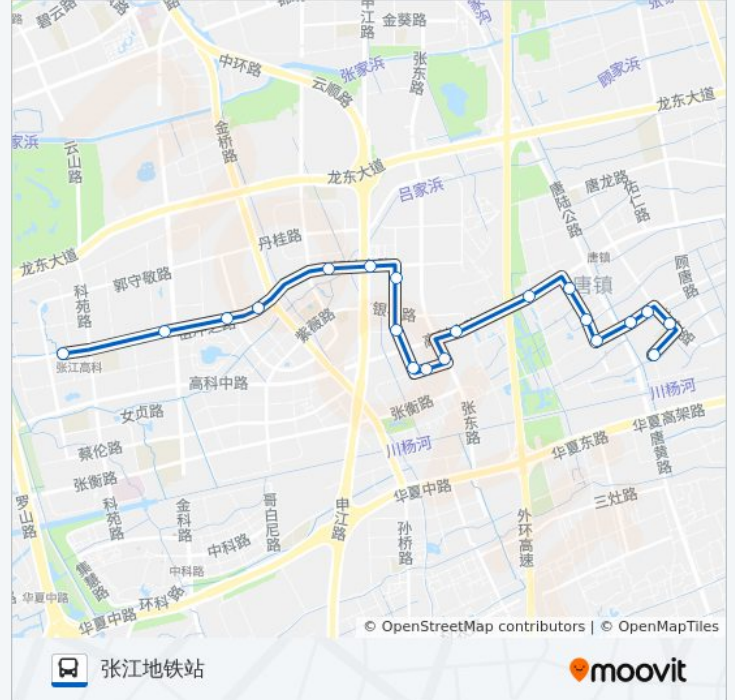 碧云路
申江路
金葵路
中环路
张家浜
张东路
顾家浜
云顺路
龙东大道
家浜
金桥路
云山路
龙东大道
吕家浜
唐陆公路
唐龙路
佑仁路
丹桂路
龙东大道
郭守敬路
唐镇
唐镇
顾唐路
科苑路
紫薇路
张江高科
高科中路
川杨河
女贞路
张衡路
张东路
华夏高架路
川杨河
华夏东路
唐黄路
蔡伦路
张衡路
华夏中路
三灶路
罗山路
科苑路
金科路
哥白尼路
申江路
孙桥路
外环高速
中科路
中科路
集慧路
环科路
华夏中路
华夏中路
© OpenStreetMap contributors | © OpenMapTiles
张江地铁站
moovit